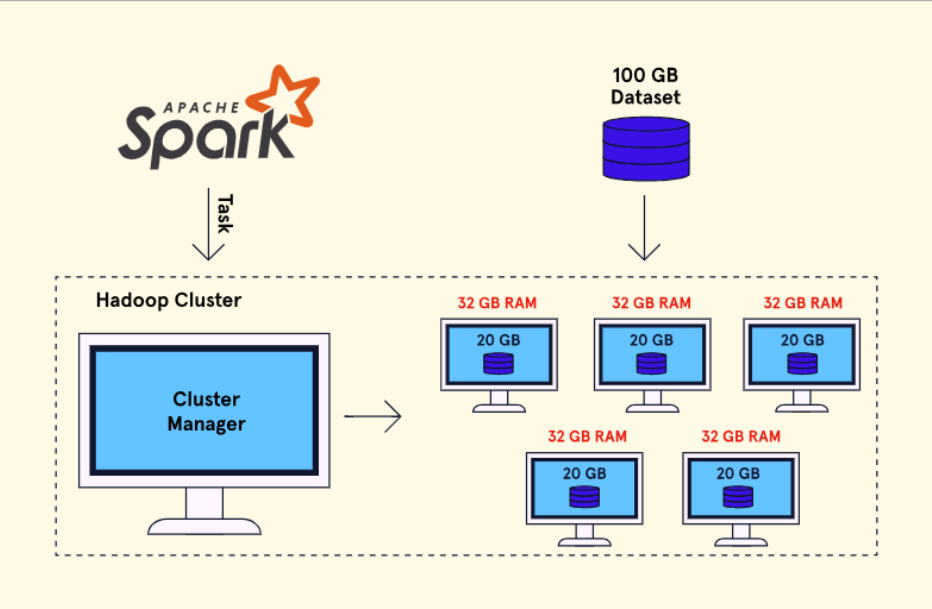 APACHE
Spark
100 GB
Dataset
Task
Hadoop Cluster
32 GB RAM
32 GB RAM
32 GB RAM
20 GB
20 GB
20 GB
Cluster
Manager
32 GB RAM
32 GB RAM
20 GB
20 GB